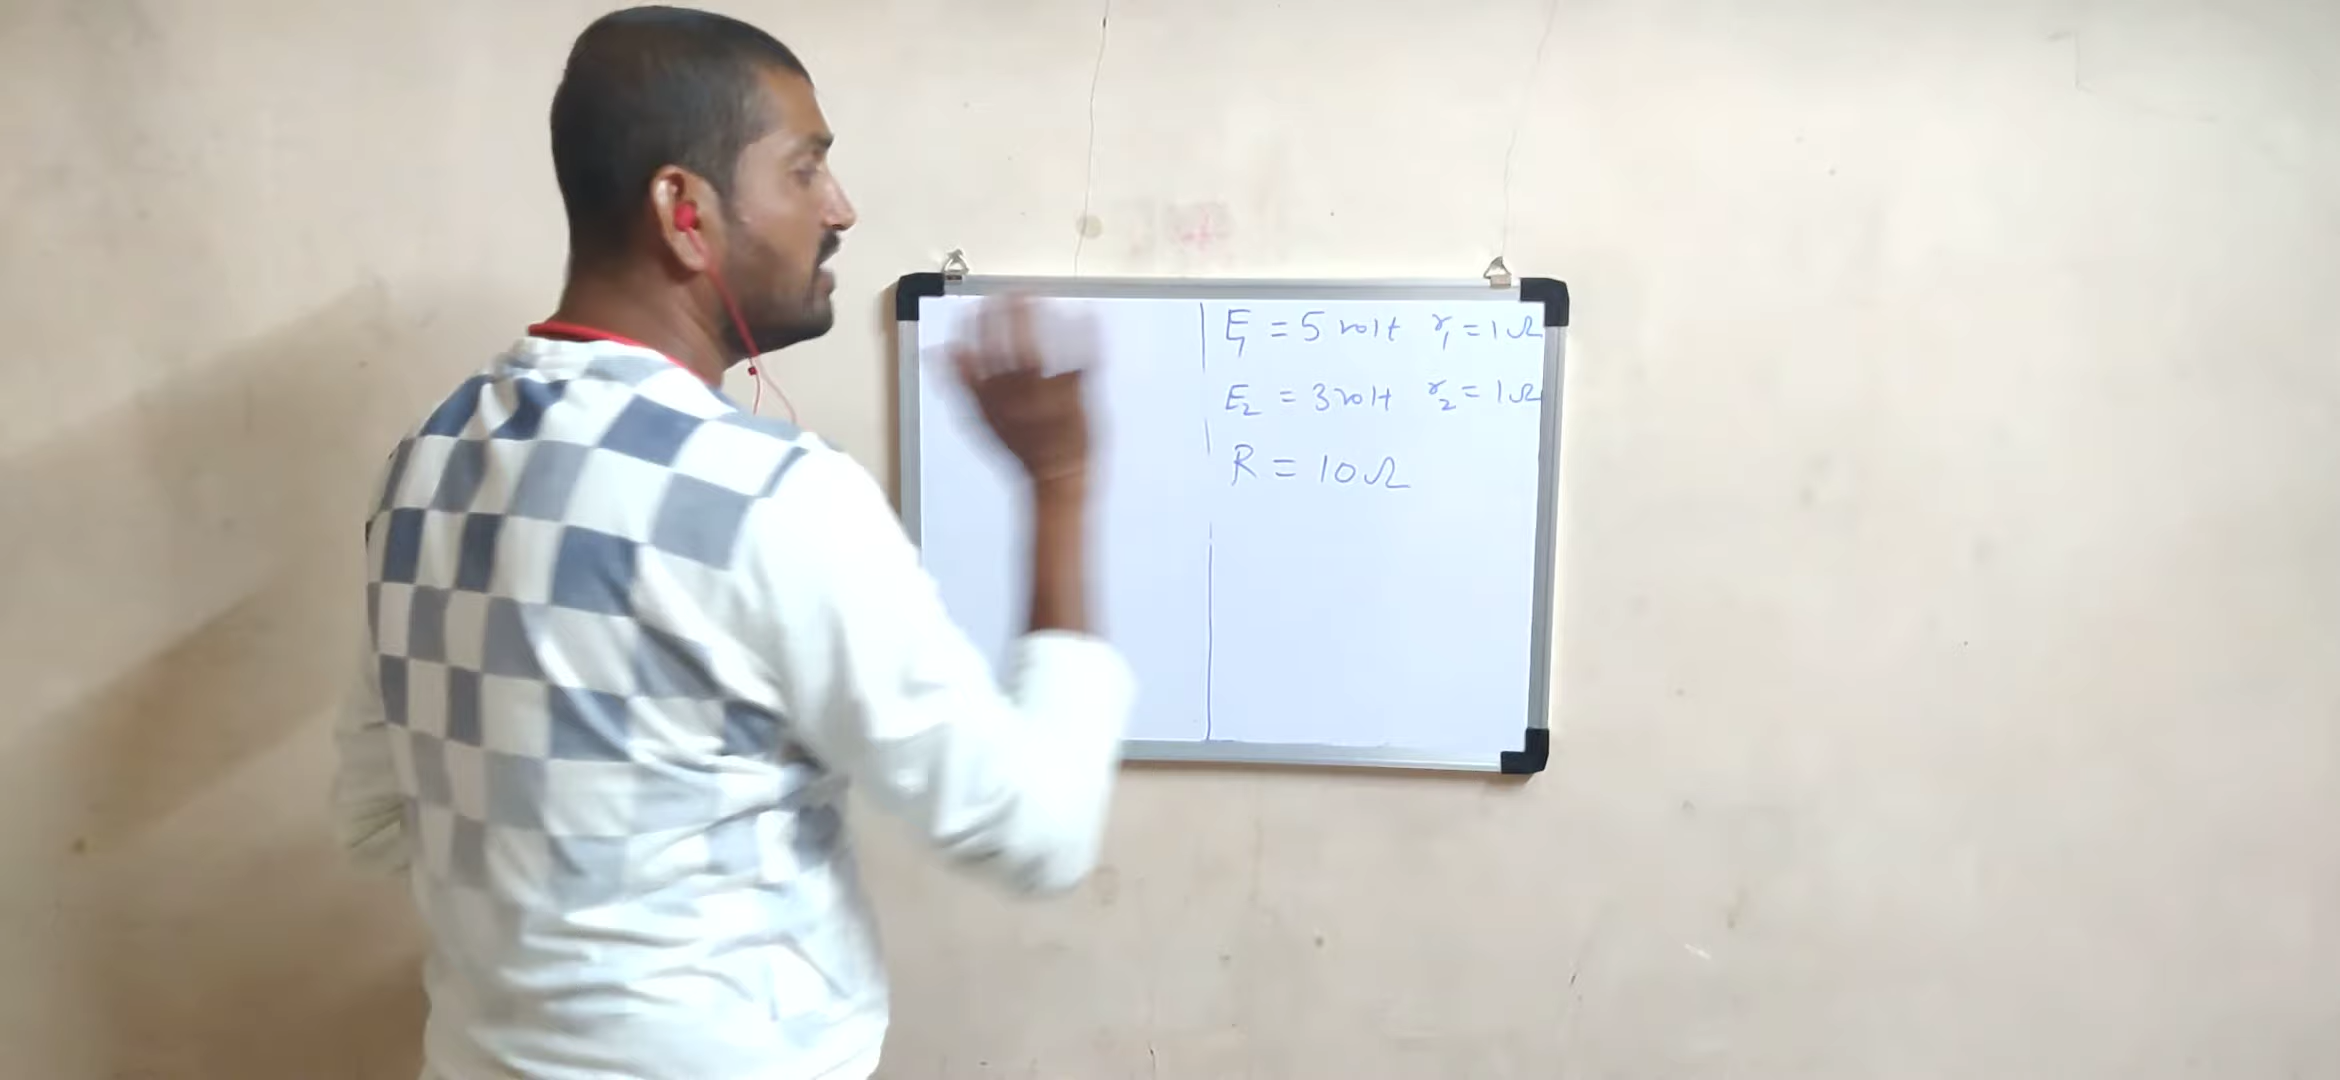 E₁ = 5 volt r₁ = 1Ω
E₂ = 3 volt r₂ = 1Ω
R = 10Ω